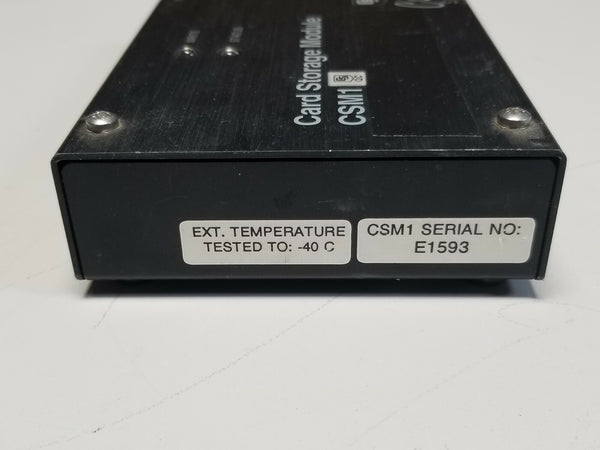 Card Storage Module
CSM1
EXT. TEMPERATURE
TESTED TO: -40 C
CSM1 SERIAL NO:
E1593